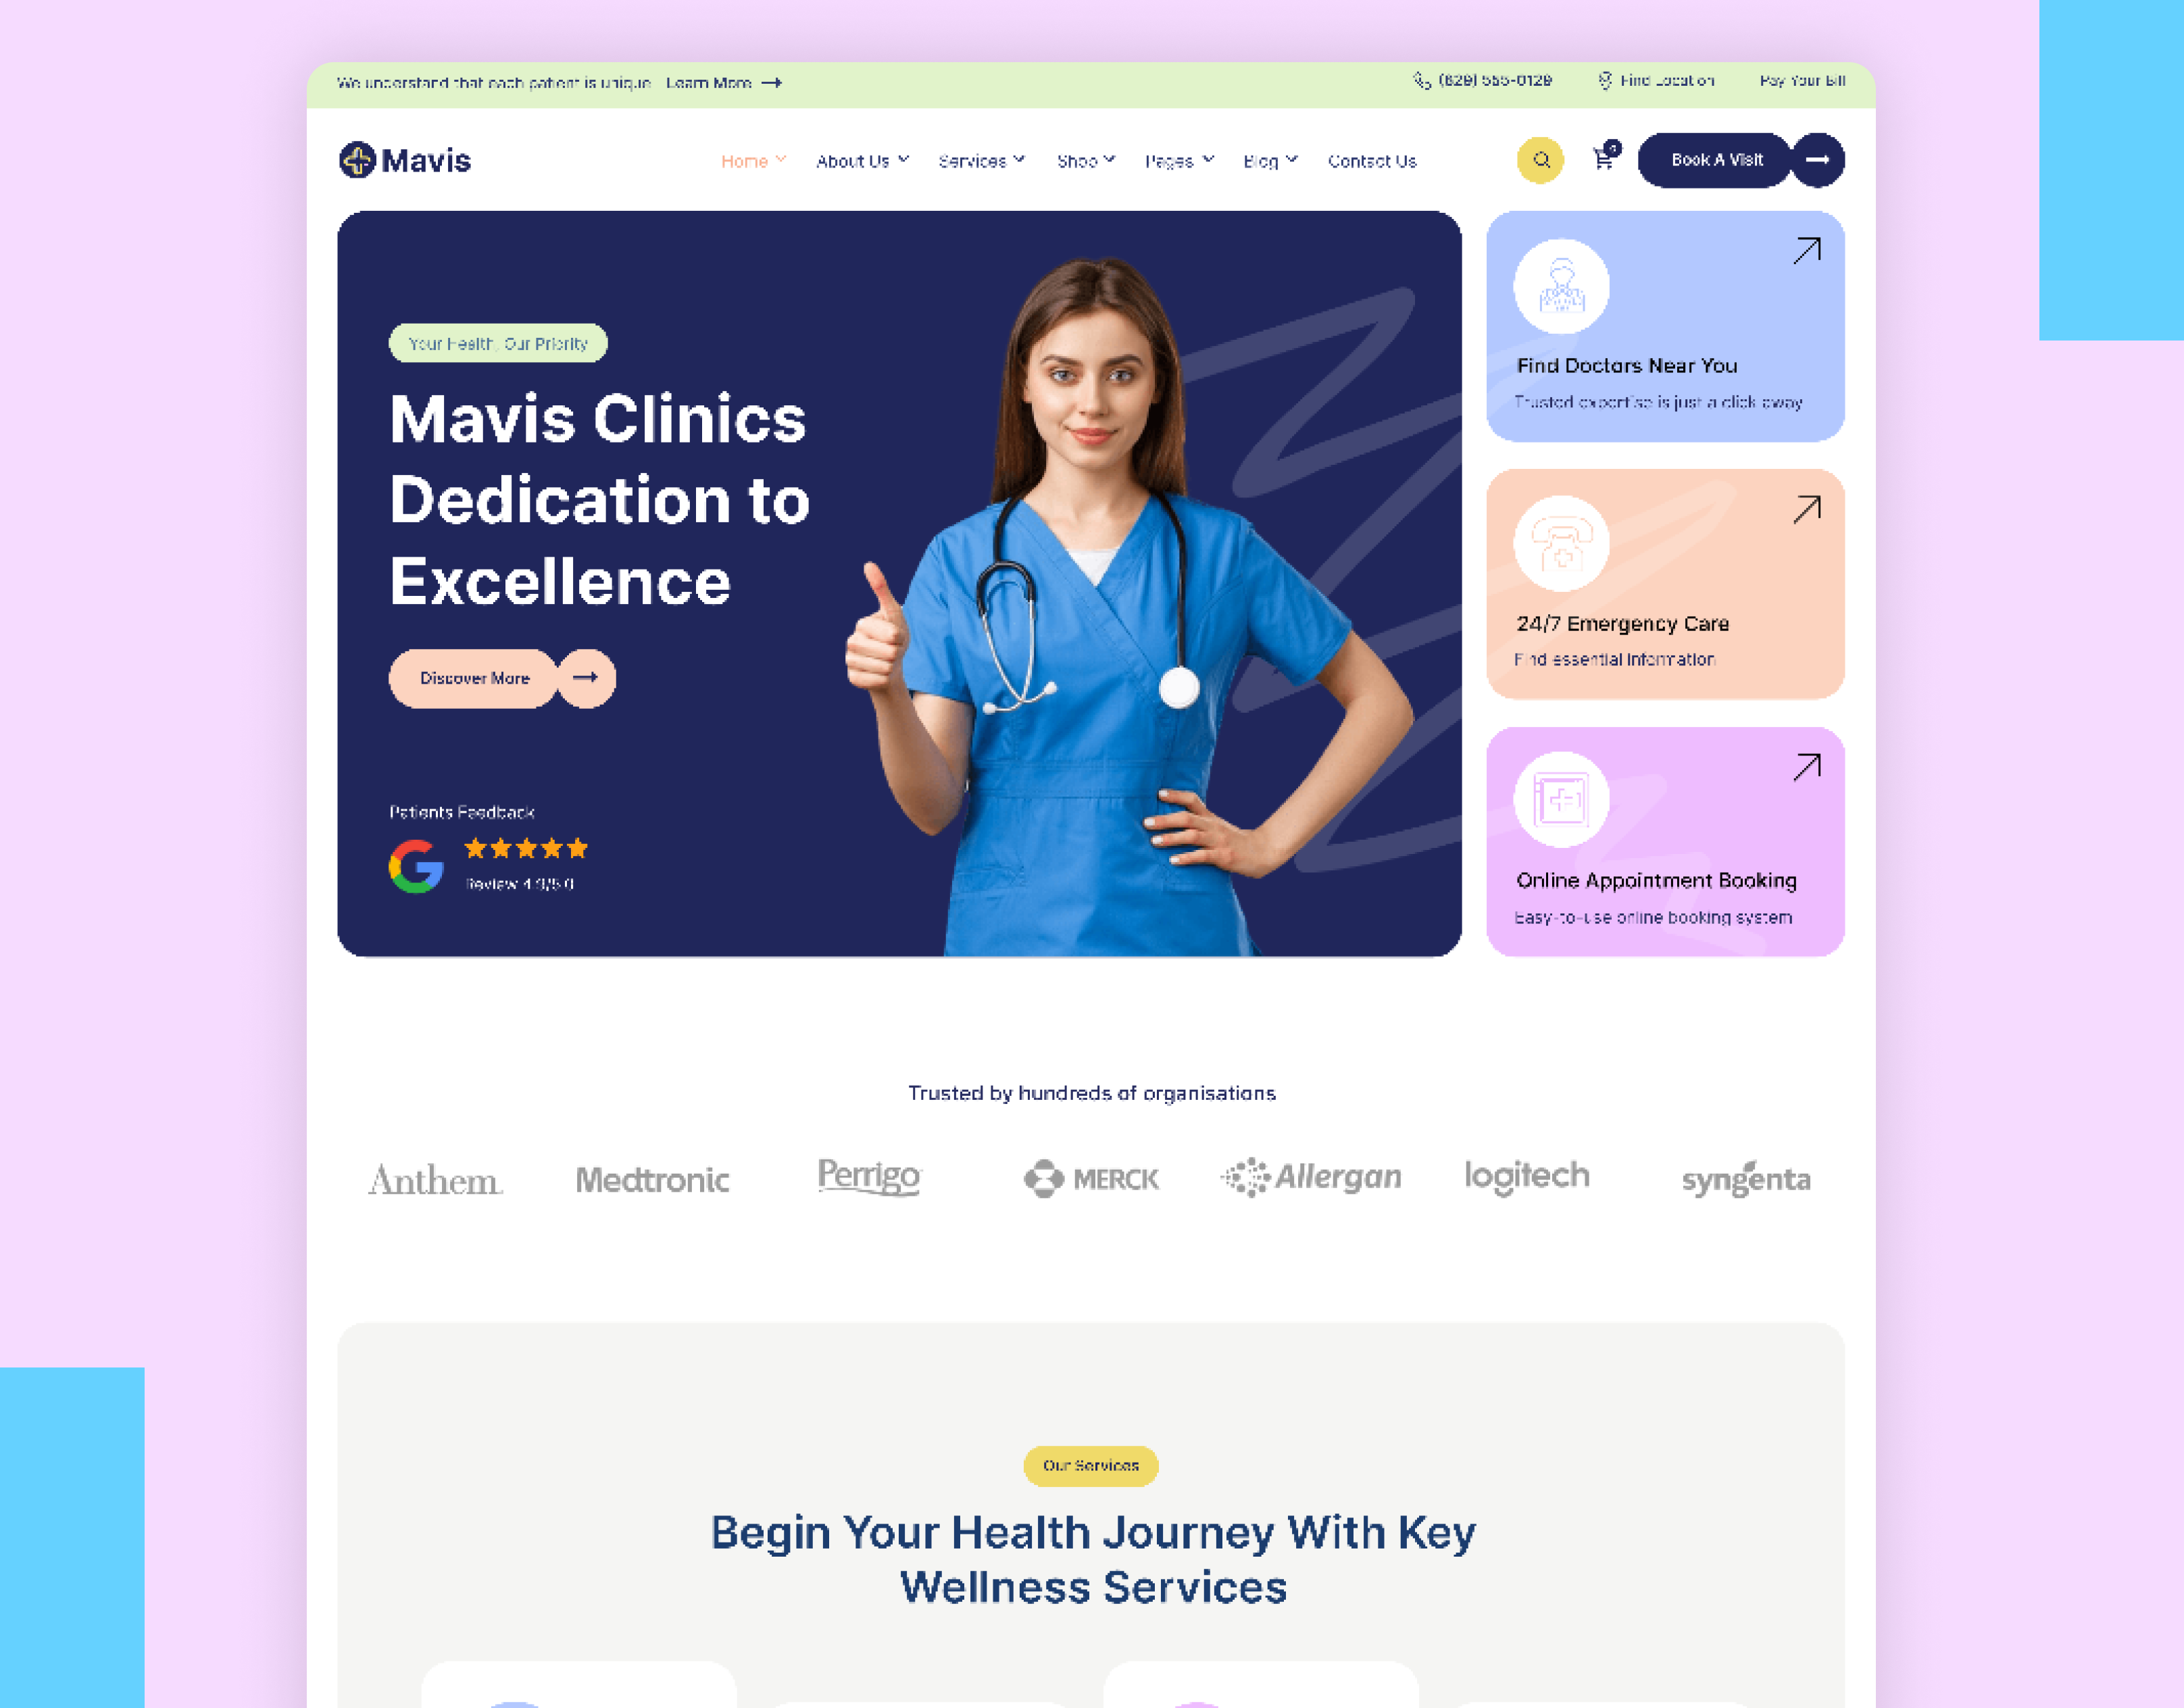 We understand that each patient is unique Learn More
(629) 555-0129 Find Location Pay Your Bill
Mavis
Home About Us Services Shop Pages Blog Contact Us
0
Book A Visit
Your Health, Our Priority
Mavis Clinics
Dedication to
Excellence
Discover More
Patients Feedback
Review 4.9/5.0
Find Doctors Near You
Trusted expertise is just a click away
24/7 Emergency Care
Find essential information
Online Appointment Booking
Easy-to-use online booking system
Trusted by hundreds of organisations
Anthem Medtronic Perrigo MERCK Allergan logitech syngenta
Our Services
Begin Your Health Journey With Key
Wellness Services